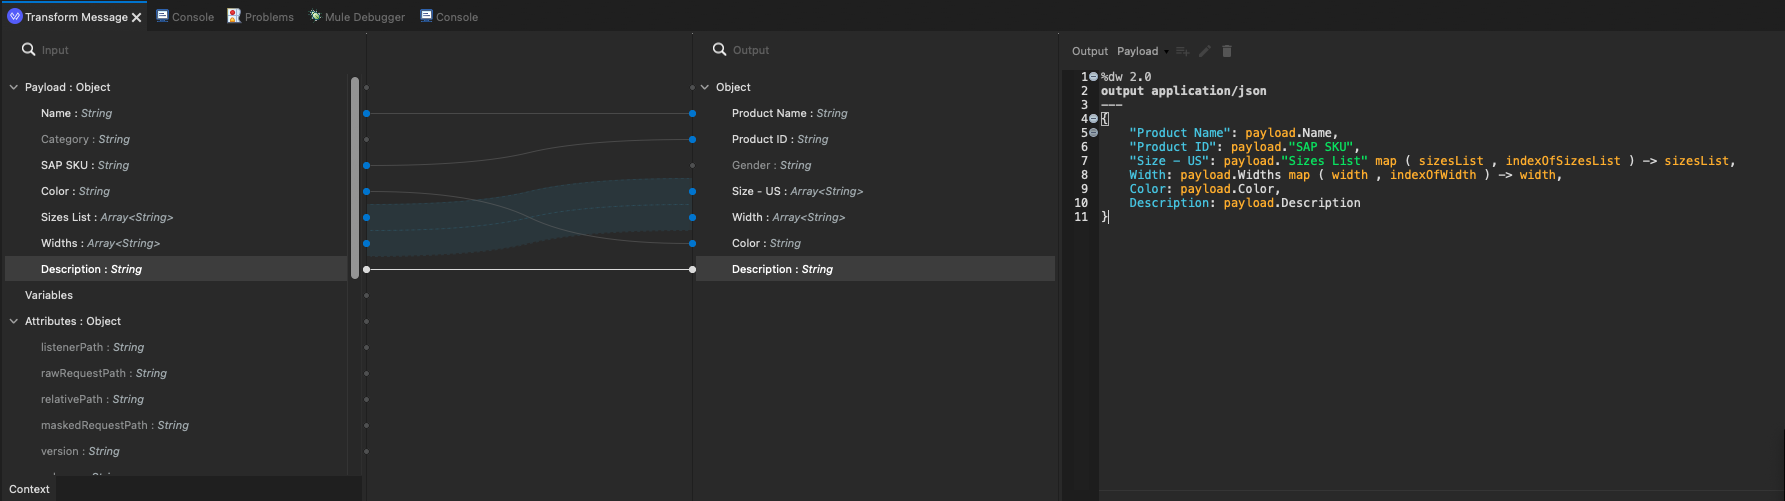 Transform Message
Console
Problems
Mule Debugger
Console
Input
Payload : Object
Name : String
Category : String
SAP SKU : String
Color : String
Sizes List : Array<String>
Widths : Array<String>
Description : String
Variables
Attributes : Object
listenerPath : String
rawRequestPath : String
relativePath : String
maskedRequestPath : String
version : String
Context
Output
Object
Product Name : String
Product ID : String
Gender : String
Size - US : Array<String>
Width : Array<String>
Color : String
Description : String
Output Payload
1 %dw 2.0
2 output application/json
3 ---
4 {
5 "Product Name": payload.Name,
6 "Product ID": payload."SAP SKU",
7 "Size - US": payload."Sizes List" map ( sizesList , indexOfSizesList ) -> sizesList,
8 Width: payload.Widths map ( width , indexOfWidth ) -> width,
9 Color: payload.Color,
10 Description: payload.Description
11 }